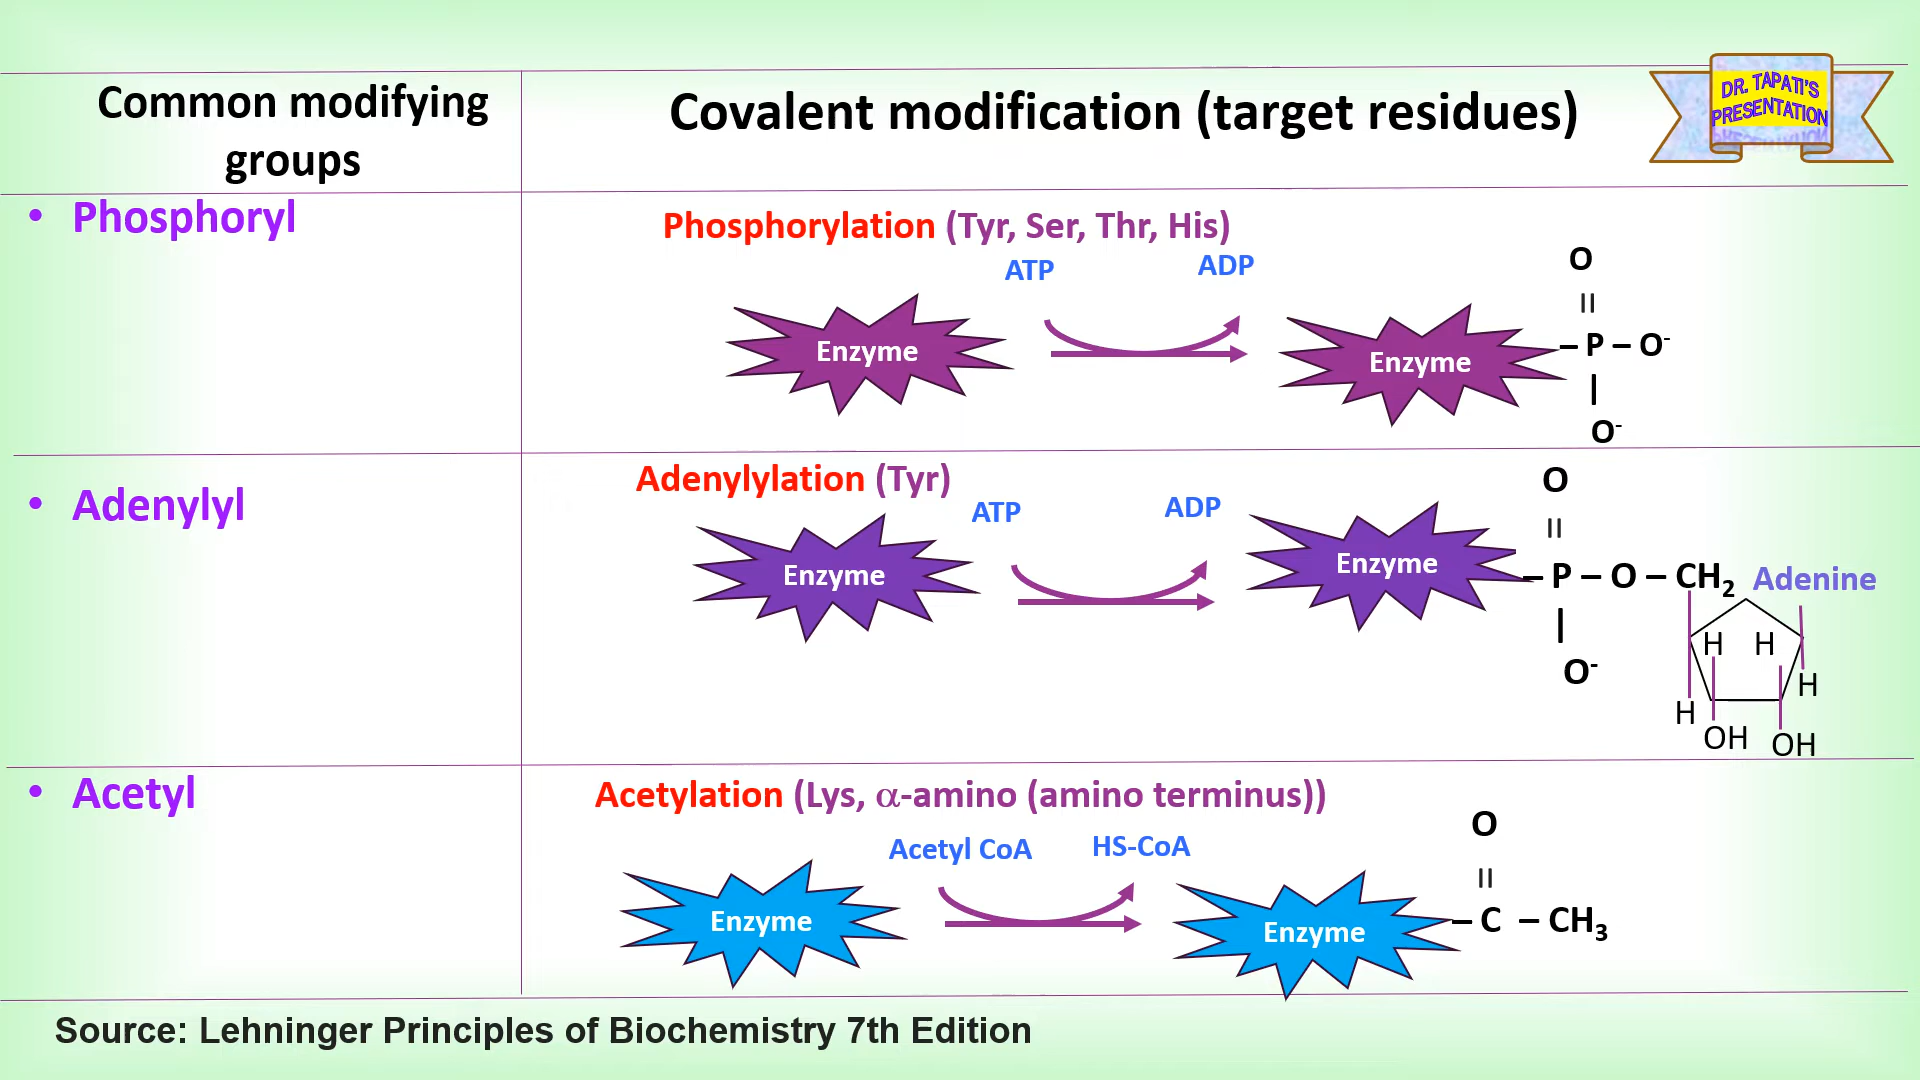 Common modifying
groups
Covalent modification (target residues)
DR. TAPATI'S
PRESENTATION
• Phosphoryl
Phosphorylation (Tyr, Ser, Thr, His)
ATP
ADP
Enzyme
Enzyme
O
||
– P – O-
|
O-
• Adenylyl
Adenylylation (Tyr)
ATP
ADP
Enzyme
Enzyme
O
||
– P – O – CH2
Adenine
|
O-
H H
H
H
OH OH
• Acetyl
Acetylation (Lys, α-amino (amino terminus))
Acetyl CoA
HS-CoA
Enzyme
Enzyme
O
||
– C – CH3
Source: Lehninger Principles of Biochemistry 7th Edition